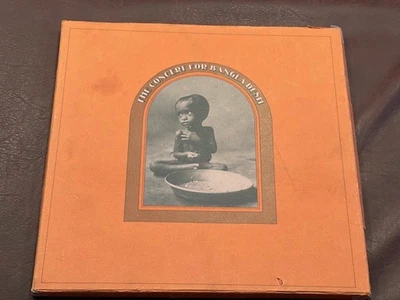 THE CONCERT FOR BANGLA DESH